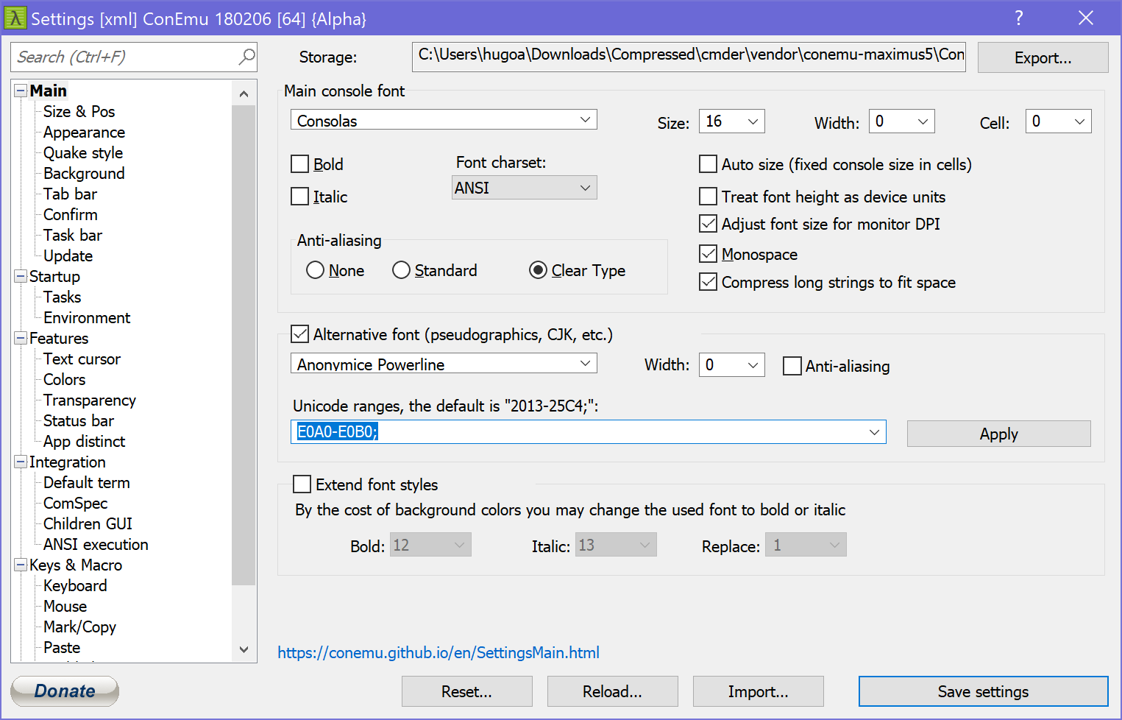 λ Settings [xml] ConEmu 180206 [64] {Alpha} ?
Search (Ctrl+F)
Main
Size & Pos
Appearance
Quake style
Background
Tab bar
Confirm
Task bar
Update
Startup
Tasks
Environment
Features
Text cursor
Colors
Transparency
Status bar
App distinct
Integration
Default term
ComSpec
Children GUI
ANSI execution
Keys & Macro
Keyboard
Mouse
Mark/Copy
Paste
Donate
Storage: C:\Users\hugoa\Downloads\Compressed\cmder\vendor\conemu-maximus5\Con Export...
Main console font
Consolas Size: 16 Width: 0 Cell: 0
Bold Font charset: Auto size (fixed console size in cells)
ANSI
Italic Treat font height as device units
Adjust font size for monitor DPI
Anti-aliasing
Monospace
None Standard Clear Type
Compress long strings to fit space
Alternative font (pseudographics, CJK, etc.)
Anonymice Powerline Width: 0 Anti-aliasing
Unicode ranges, the default is "2013-25C4;":
E0A0-E0B0; Apply
Extend font styles
By the cost of background colors you may change the used font to bold or italic
Bold: 12 Italic: 13 Replace: 1
https://conemu.github.io/en/SettingsMain.html
Reset... Reload... Import... Save settings